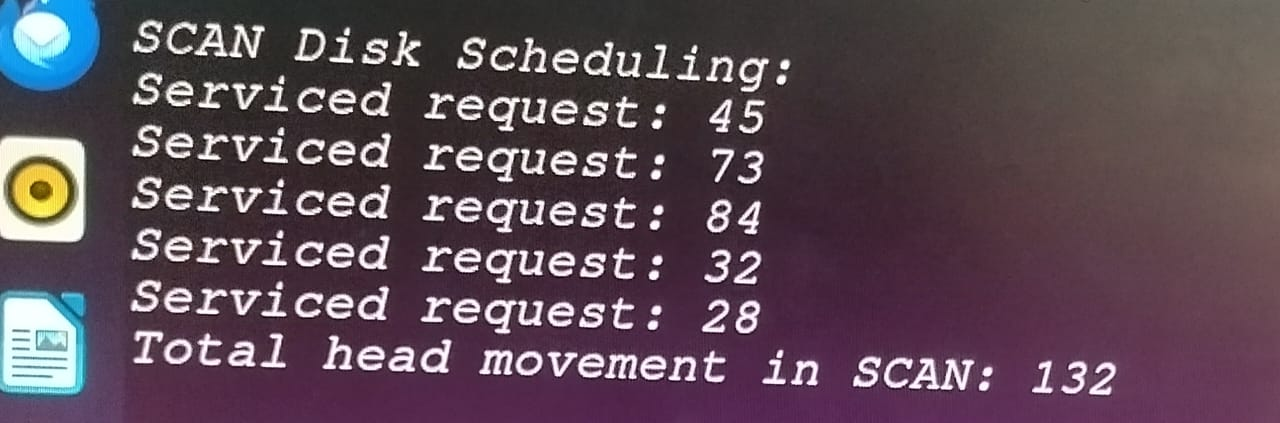 SCAN Disk Scheduling:
Serviced request: 45
Serviced request: 73
Serviced request: 84
Serviced request: 32
Serviced request: 28
Total head movement in SCAN: 132